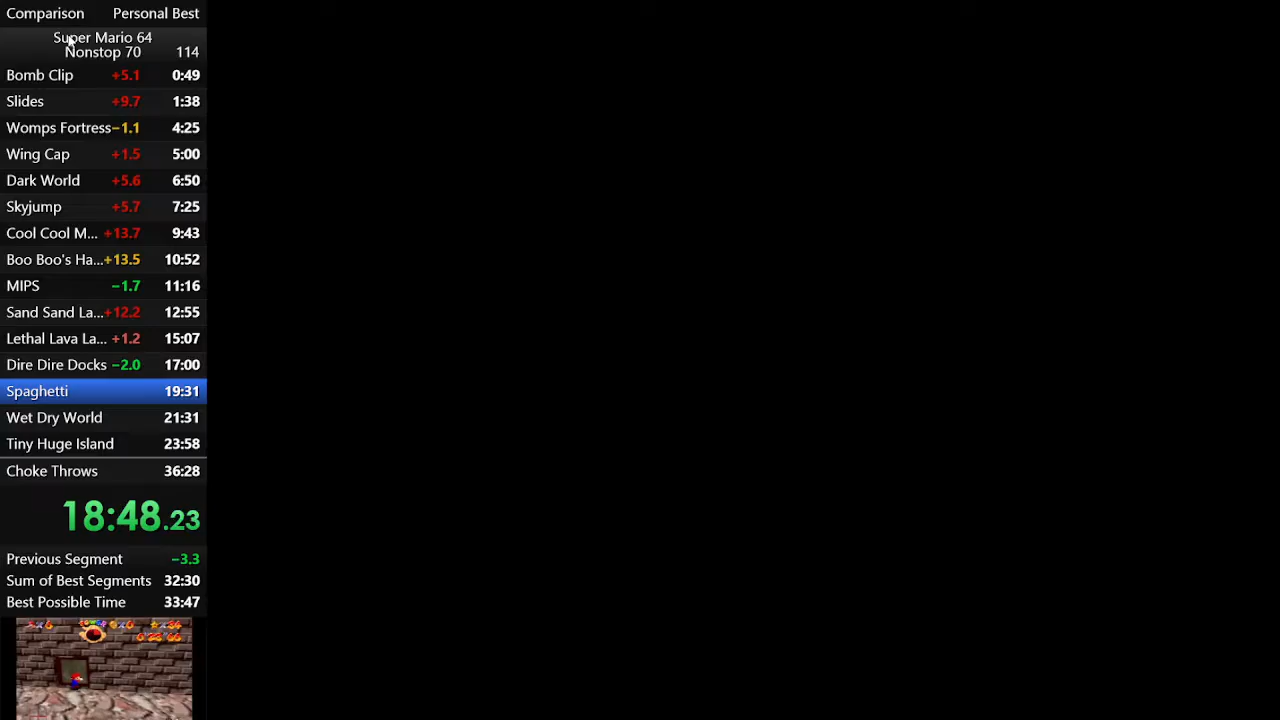 Comparison Personal Best
Super Mario 64
Nonstop 70 114
Bomb Clip +5.1 0:49
Slides +9.7 1:38
Womps Fortress −1.1 4:25
Wing Cap +1.5 5:00
Dark World +5.6 6:50
Skyjump +5.7 7:25
Cool Cool M... +13.7 9:43
Boo Boo's Ha... +13.5 10:52
MIPS −1.7 11:16
Sand Sand La... +12.2 12:55
Lethal Lava La... +1.2 15:07
Dire Dire Docks −2.0 17:00
Spaghetti 19:31
Wet Dry World 21:31
Tiny Huge Island 23:58
Choke Throws 36:28
18:48.23
Previous Segment −3.3
Sum of Best Segments 32:30
Best Possible Time 33:47